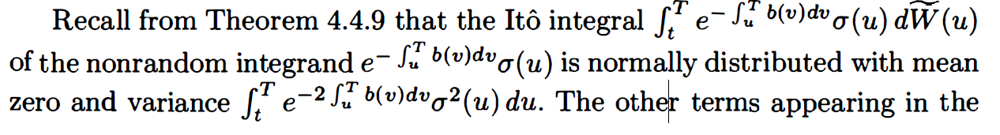 Recall from Theorem 4.4.9 that the Itô integral $\int_t^T e^{-\int_u^T b(v)dv}\sigma(u)\,d\widetilde{W}(u)$
of the nonrandom integrand $e^{-\int_u^T b(v)dv}\sigma(u)$ is normally distributed with mean
zero and variance $\int_t^T e^{-2\int_u^T b(v)dv}\sigma^2(u)\,du$. The other terms appearing in the